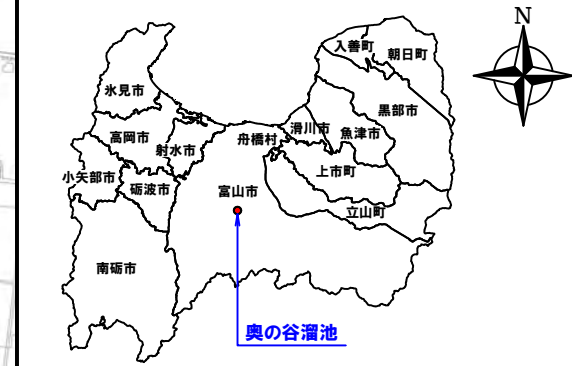 N
入善町
朝日町
氷見市
黒部市
高岡市
射水市
舟橋村
滑川市
魚津市
小矢部市
砺波市
富山市
上市町
立山町
南砺市
奥の谷溜池